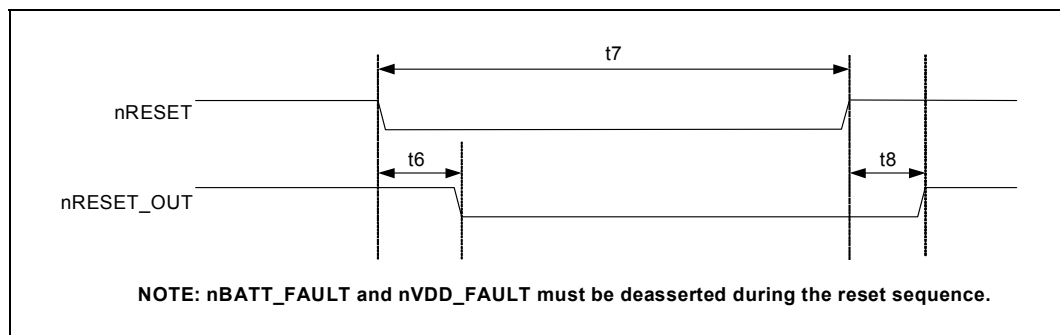 t7
nRESET
t6
t8
nRESET_OUT
NOTE: nBATT_FAULT and nVDD_FAULT must be deasserted during the reset sequence.